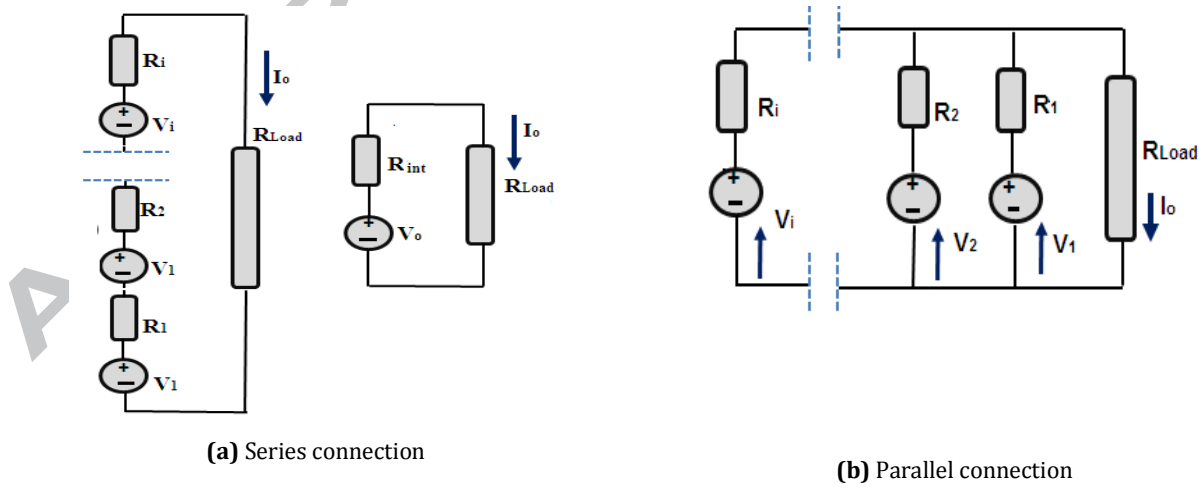 Ri
+
−
Vi
R2
+
−
V1
R1
+
−
V1
Io
RLoad
Rint
+
−
Vo
Io
RLoad
(a) Series connection
Ri
+
−
Vi
R2
+
−
V2
R1
+
−
V1
RLoad
Io
(b) Parallel connection
A